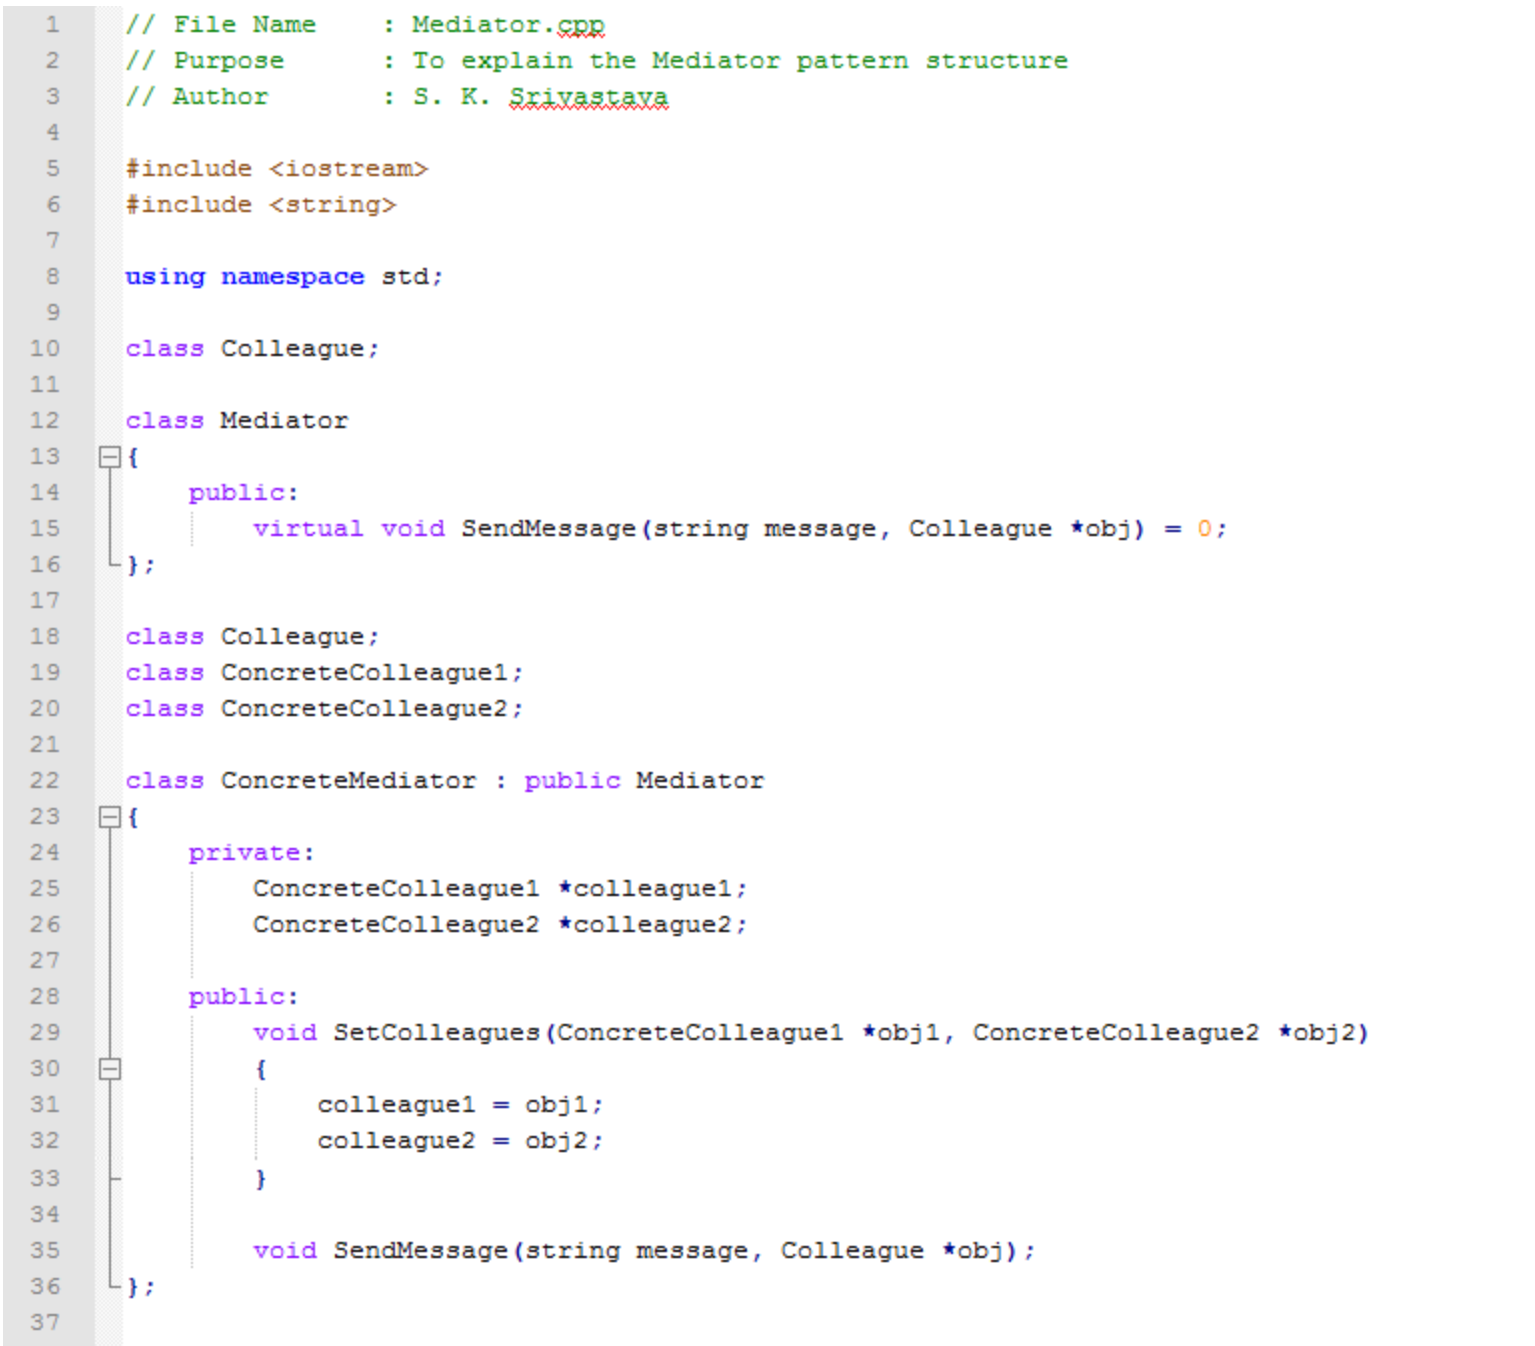 1 // File Name    : Mediator.cpp
2 // Purpose      : To explain the Mediator pattern structure
3 // Author       : S. K. Srivastava
4
5 #include <iostream>
6 #include <string>
7
8 using namespace std;
9
10 class Colleague;
11
12 class Mediator
13 {
14     public:
15         virtual void SendMessage(string message, Colleague *obj) = 0;
16 };
17
18 class Colleague;
19 class ConcreteColleague1;
20 class ConcreteColleague2;
21
22 class ConcreteMediator : public Mediator
23 {
24     private:
25         ConcreteColleague1 *colleague1;
26         ConcreteColleague2 *colleague2;
27
28     public:
29         void SetColleagues(ConcreteColleague1 *obj1, ConcreteColleague2 *obj2)
30         {
31             colleague1 = obj1;
32             colleague2 = obj2;
33         }
34
35         void SendMessage(string message, Colleague *obj);
36 };
37